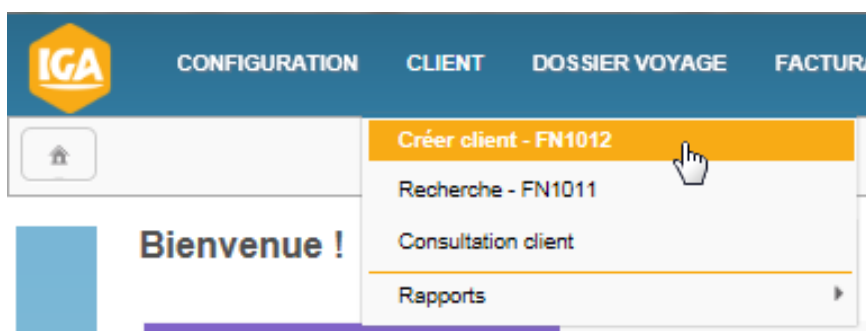 IGA
CONFIGURATION CLIENT DOSSIER VOYAGE FACTURA
Créer client - FN1012
Recherche - FN1011
Bienvenue !
Consultation client
Rapports